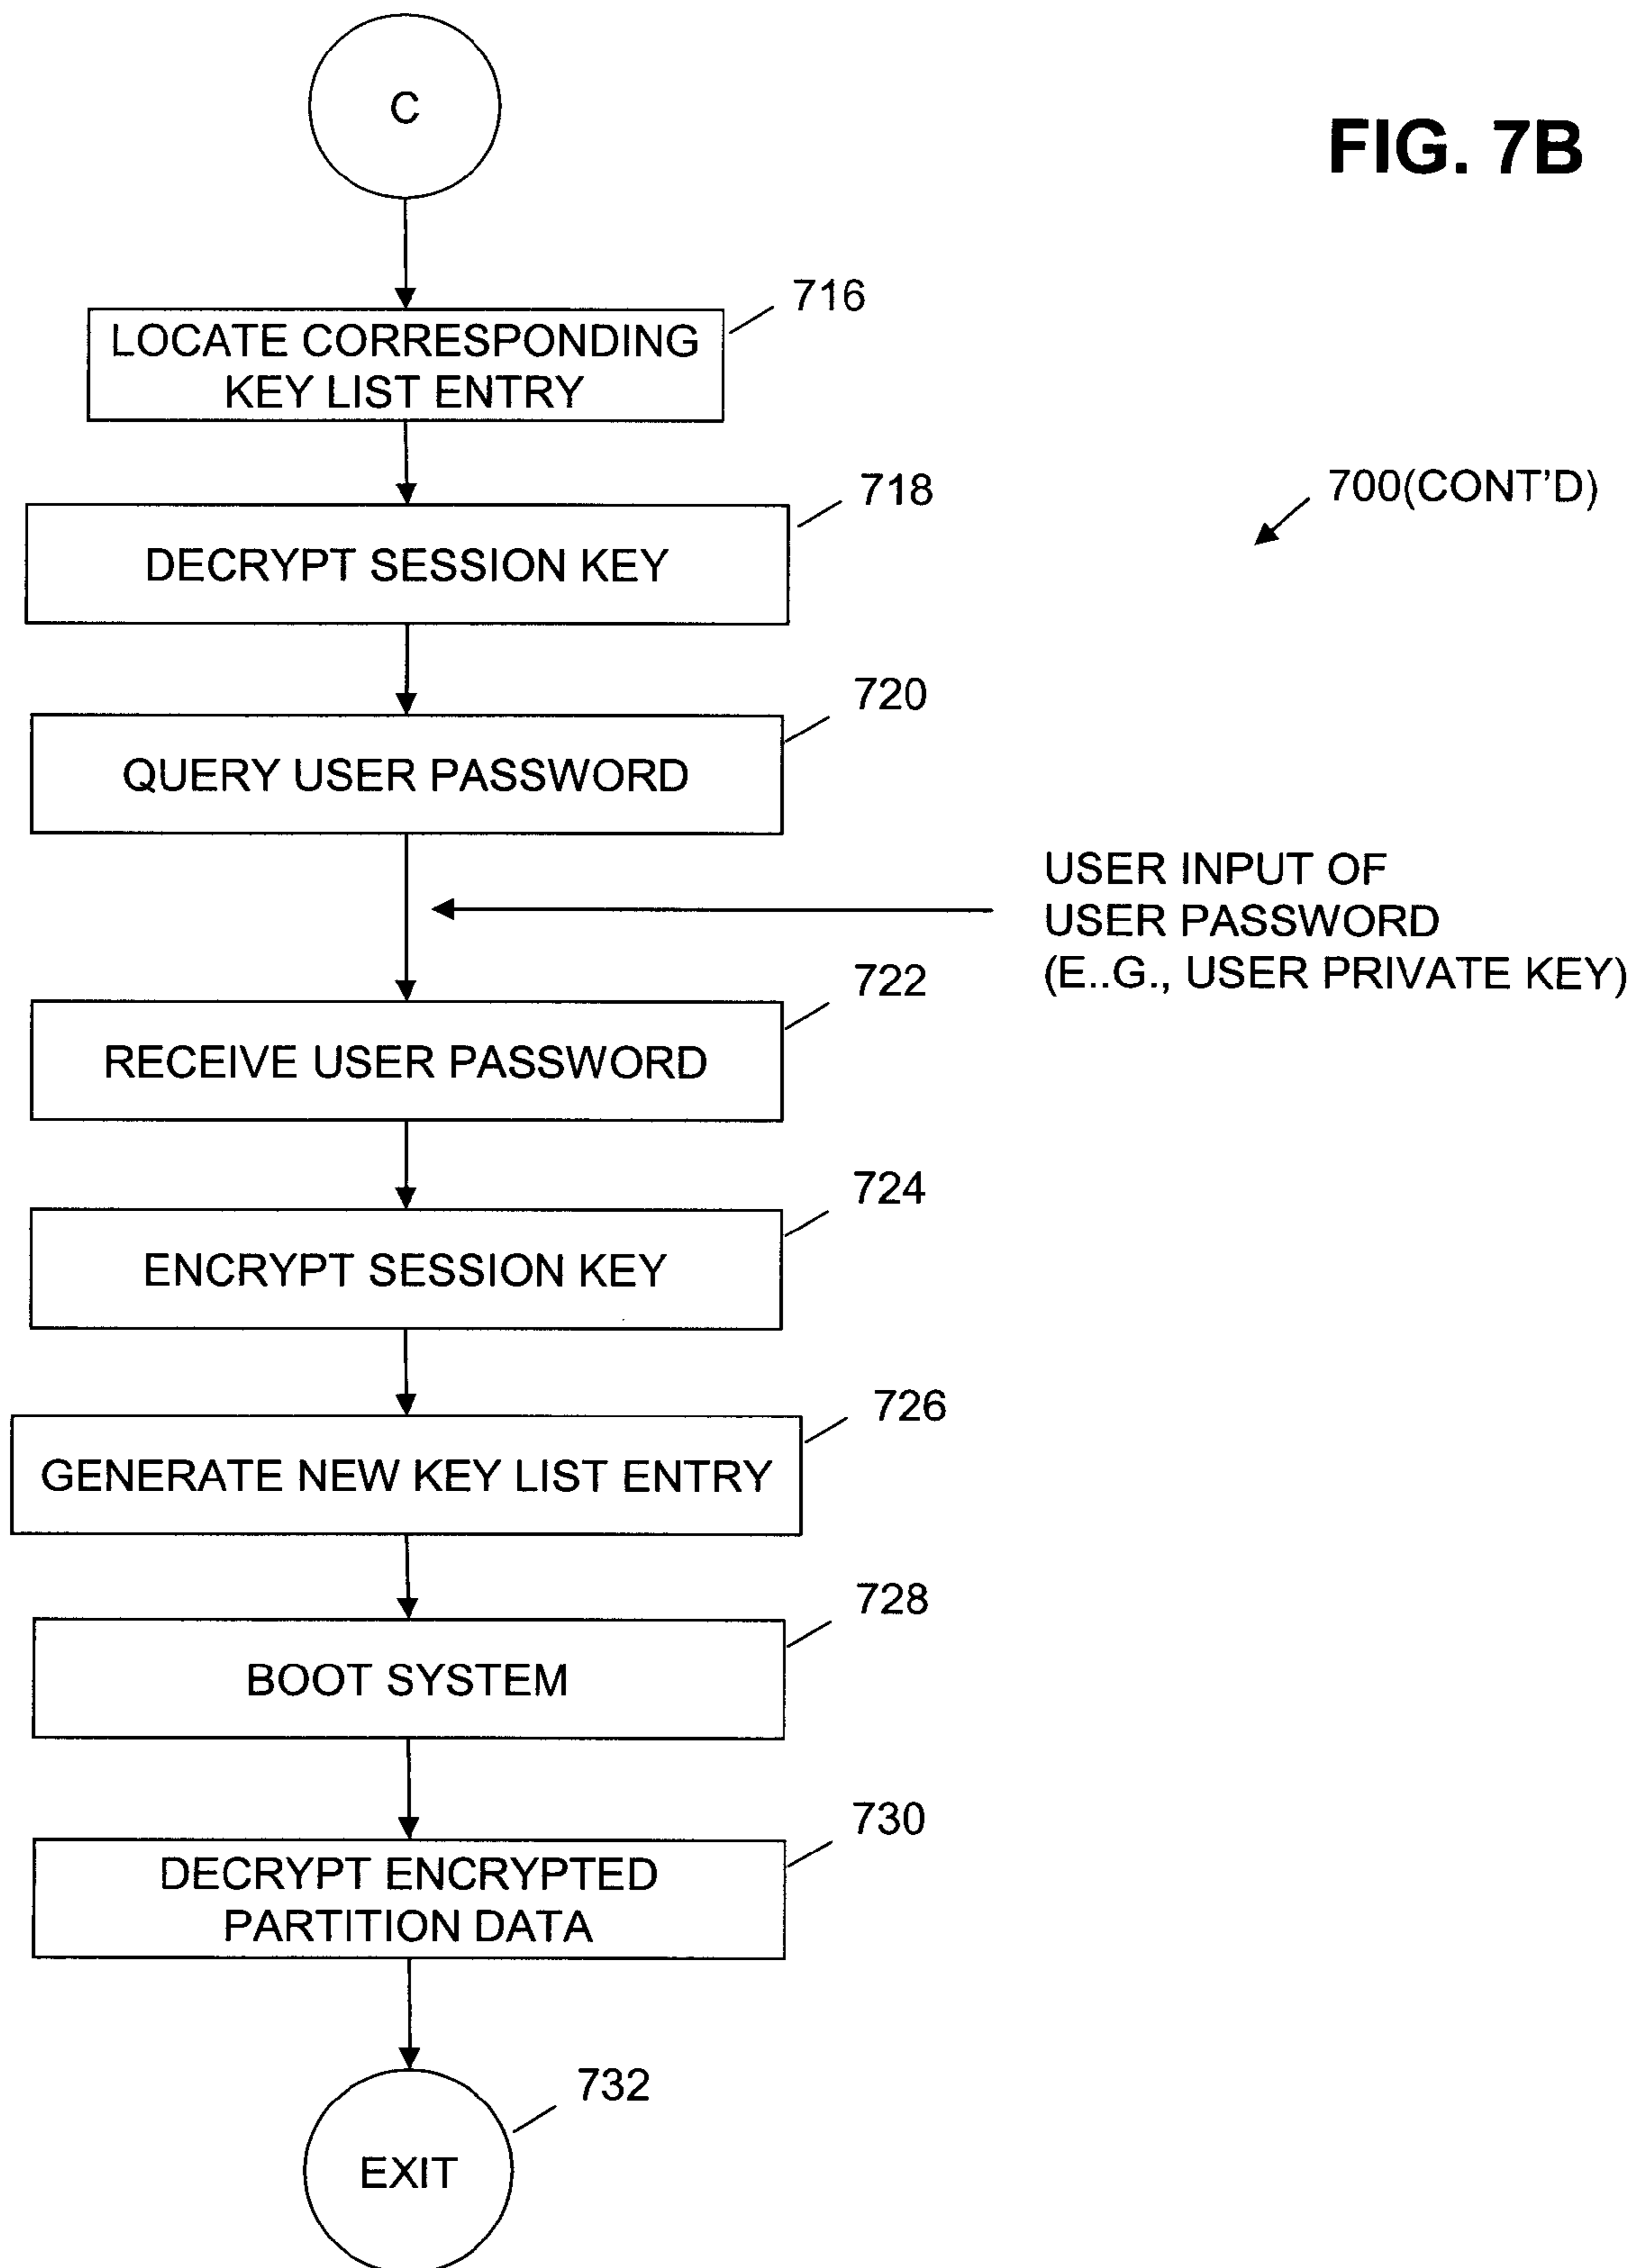 C
FIG. 7B
716
LOCATE CORRESPONDING
KEY LIST ENTRY
718
700(CONT'D)
DECRYPT SESSION KEY
720
QUERY USER PASSWORD
USER INPUT OF
USER PASSWORD
(E..G., USER PRIVATE KEY)
722
RECEIVE USER PASSWORD
724
ENCRYPT SESSION KEY
726
GENERATE NEW KEY LIST ENTRY
728
BOOT SYSTEM
730
DECRYPT ENCRYPTED
PARTITION DATA
732
EXIT